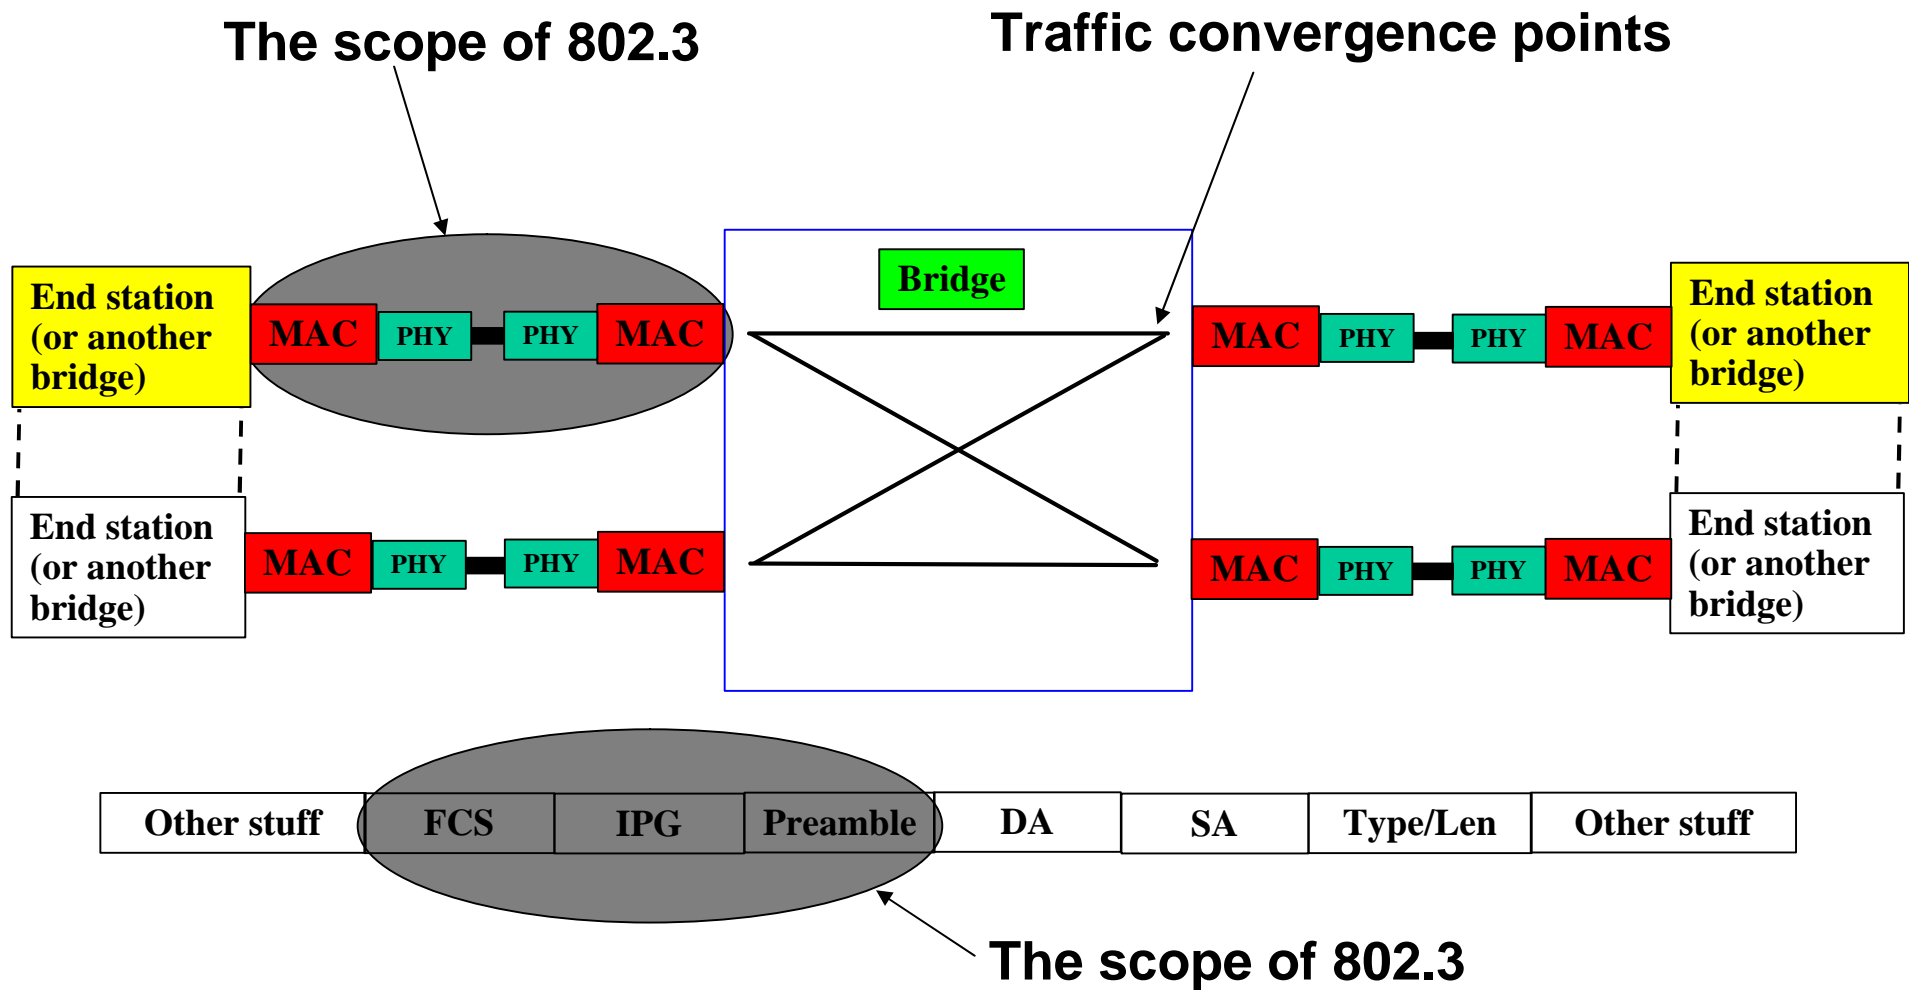 The scope of 802.3
Traffic convergence points
Bridge
End station
(or another
bridge)
MAC
PHY
PHY
MAC
MAC
PHY
PHY
MAC
End station
(or another
bridge)
End station
(or another
bridge)
MAC
PHY
PHY
MAC
MAC
PHY
PHY
MAC
End station
(or another
bridge)
Other stuff
FCS
IPG
Preamble
DA
SA
Type/Len
Other stuff
The scope of 802.3